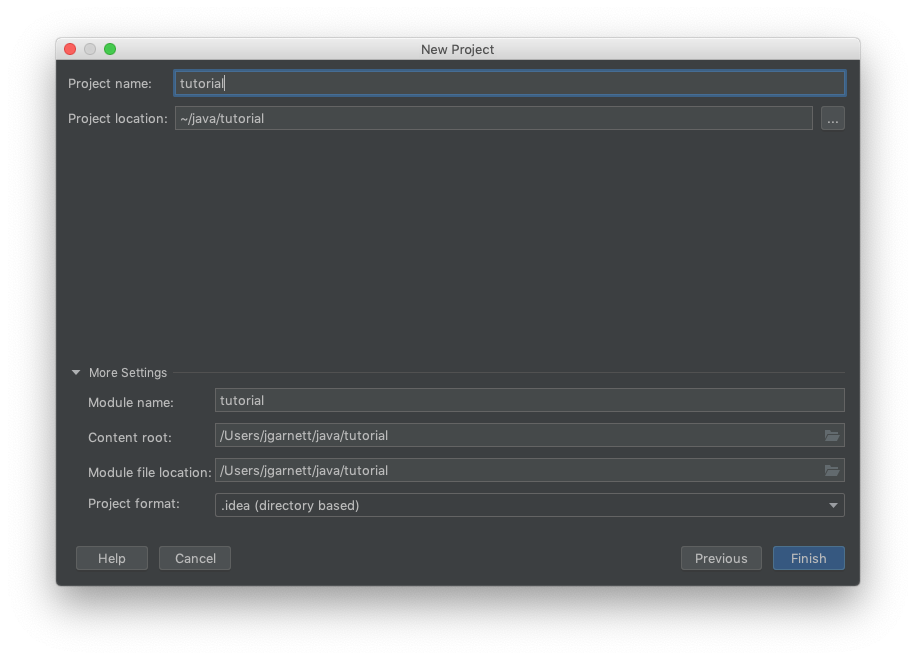 New Project
Project name: tutorial
Project location: ~/java/tutorial ...
More Settings
Module name: tutorial
Content root: /Users/jgarnett/java/tutorial
Module file location: /Users/jgarnett/java/tutorial
Project format: .idea (directory based)
Help Cancel Previous Finish